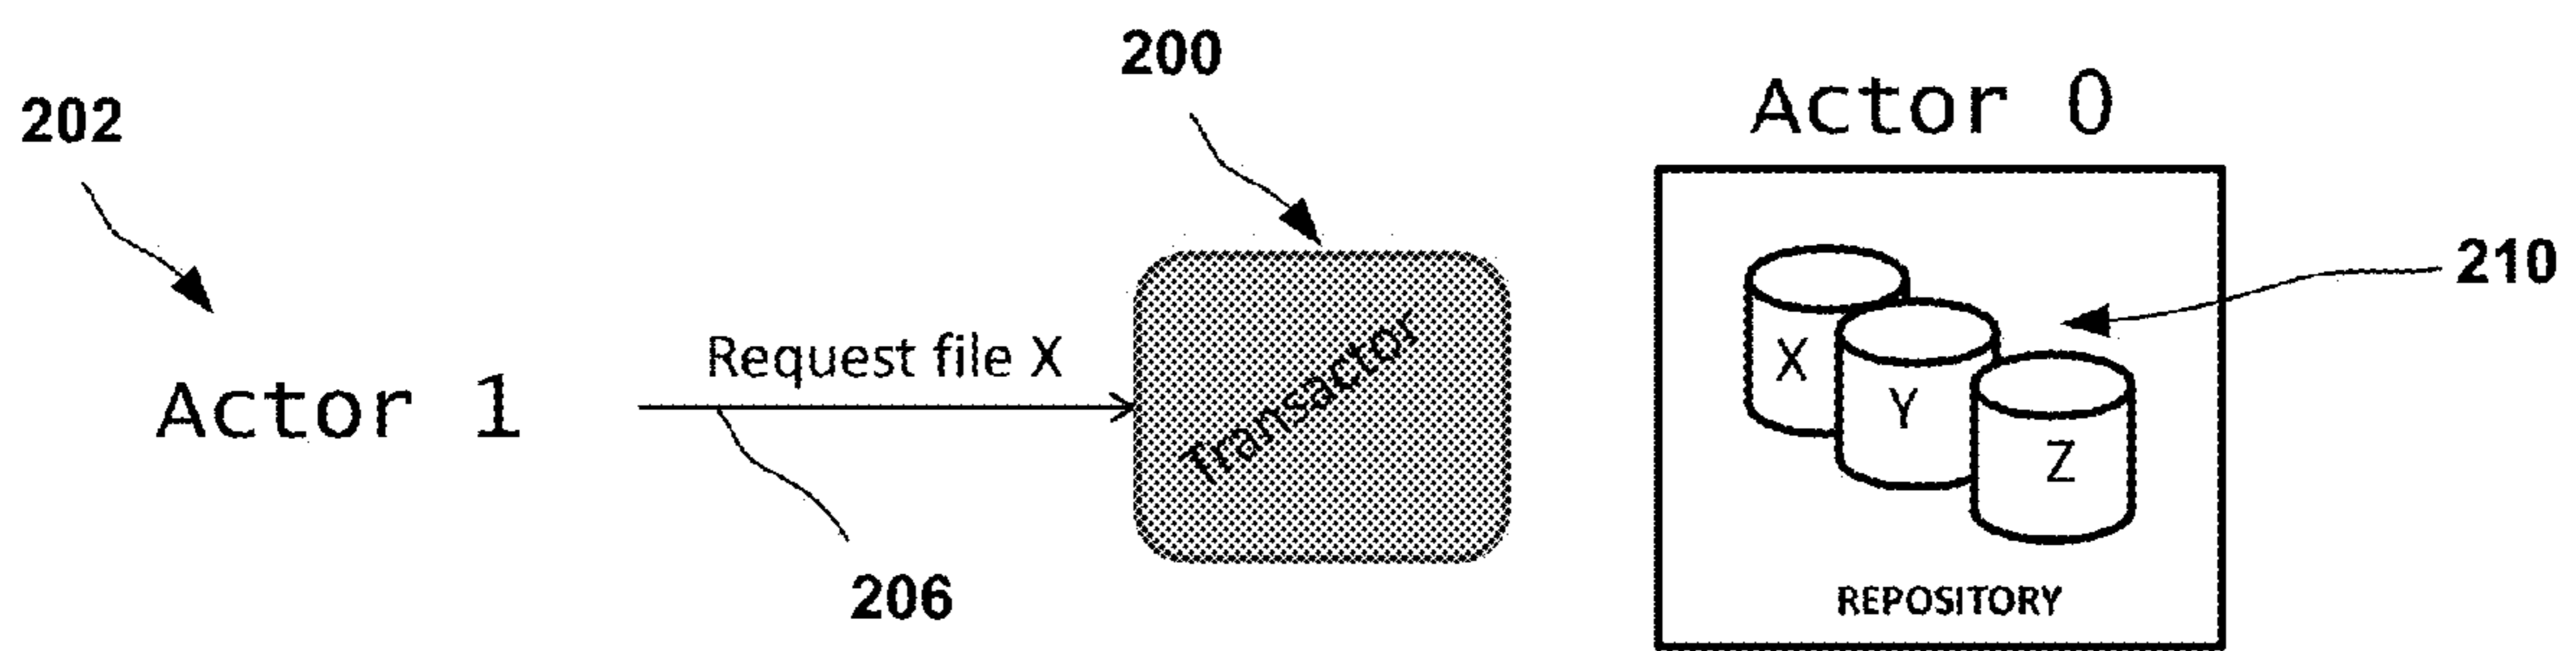 200
Actor 0
202
210
Request file X
Transactor
X
Y
Actor 1
Z
206
REPOSITORY